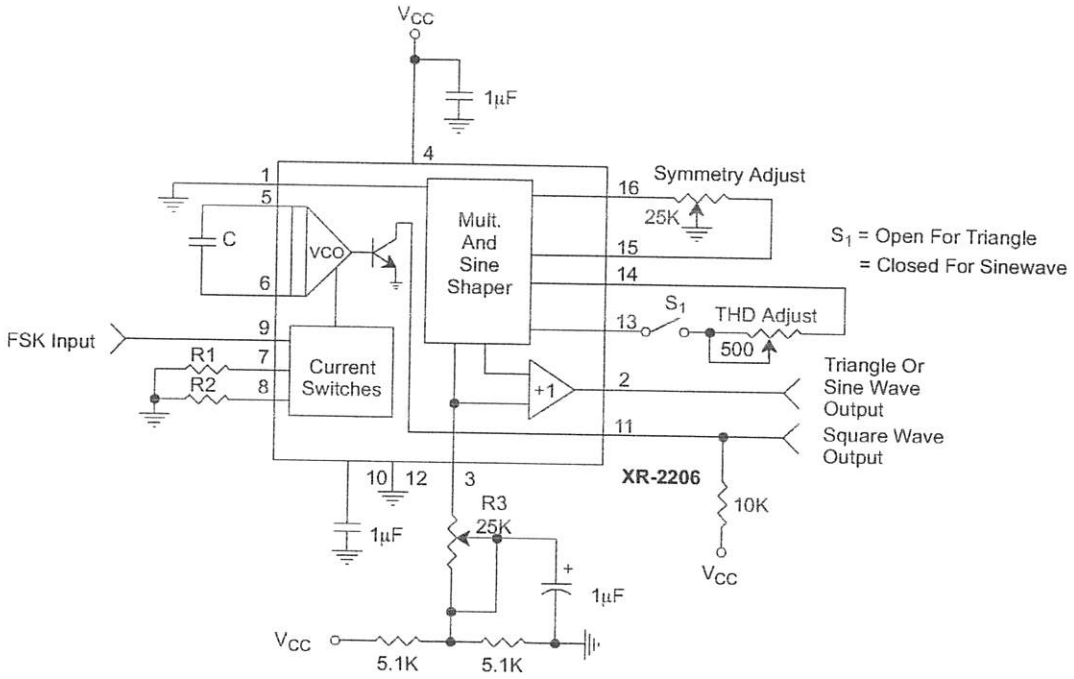 VCC
1µF
4
1
16
Symmetry Adjust
25K
5
C
VCO
Mult.
And
Sine
Shaper
15
S1 = Open For Triangle
= Closed For Sinewave
14
6
S1
13
THD Adjust
500
FSK Input
9
R1
7
R2
8
Current
Switches
+1
2
Triangle Or
Sine Wave
Output
11
Square Wave
Output
XR-2206
10
12
3
1µF
R3
25K
10K
VCC
+
1µF
VCC
5.1K
5.1K